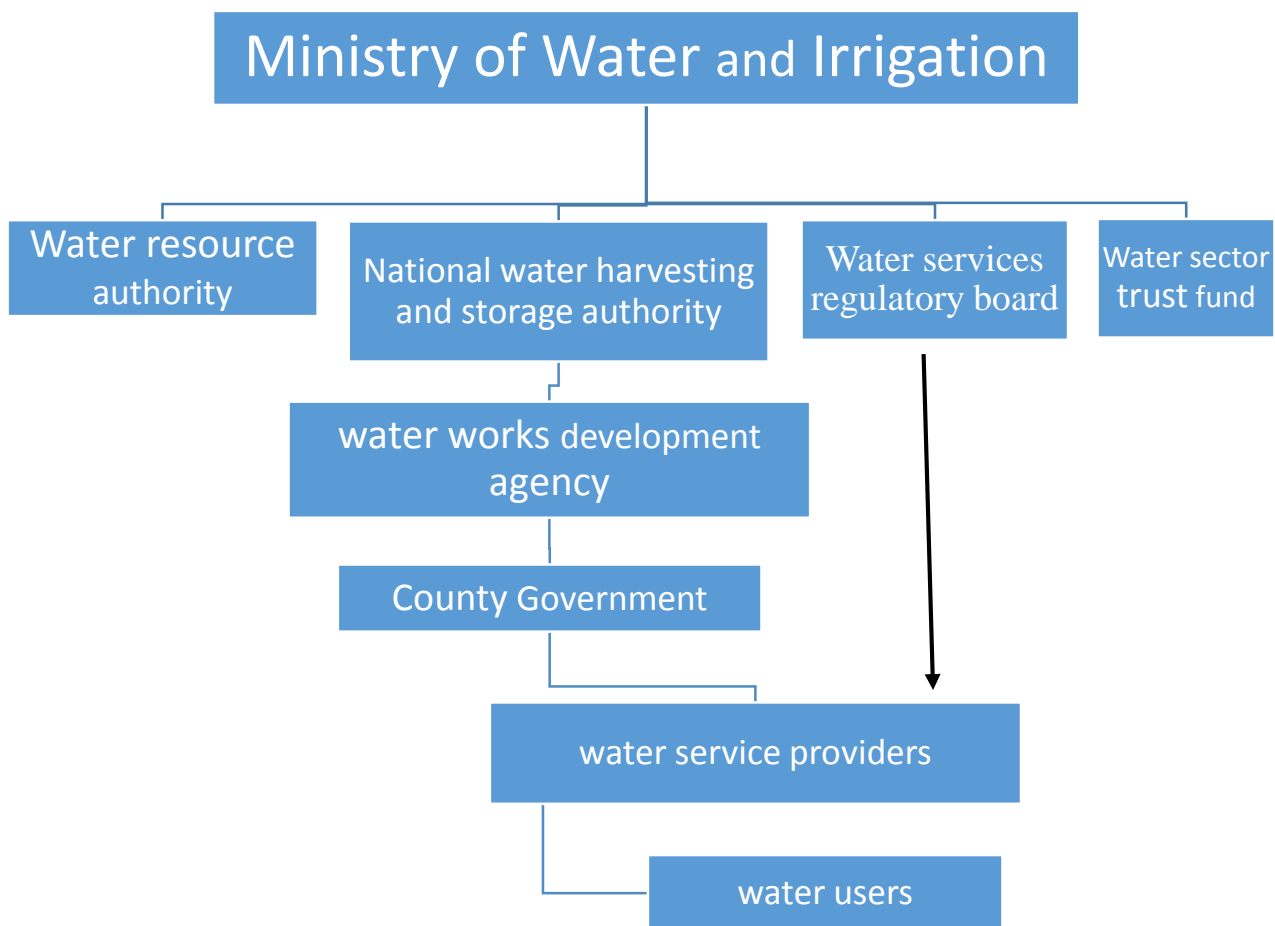 Ministry of Water and Irrigation
Water resource
authority
National water harvesting
and storage authority
Water services
regulatory board
Water sector
trust fund
water works development
agency
County Government
water service providers
water users